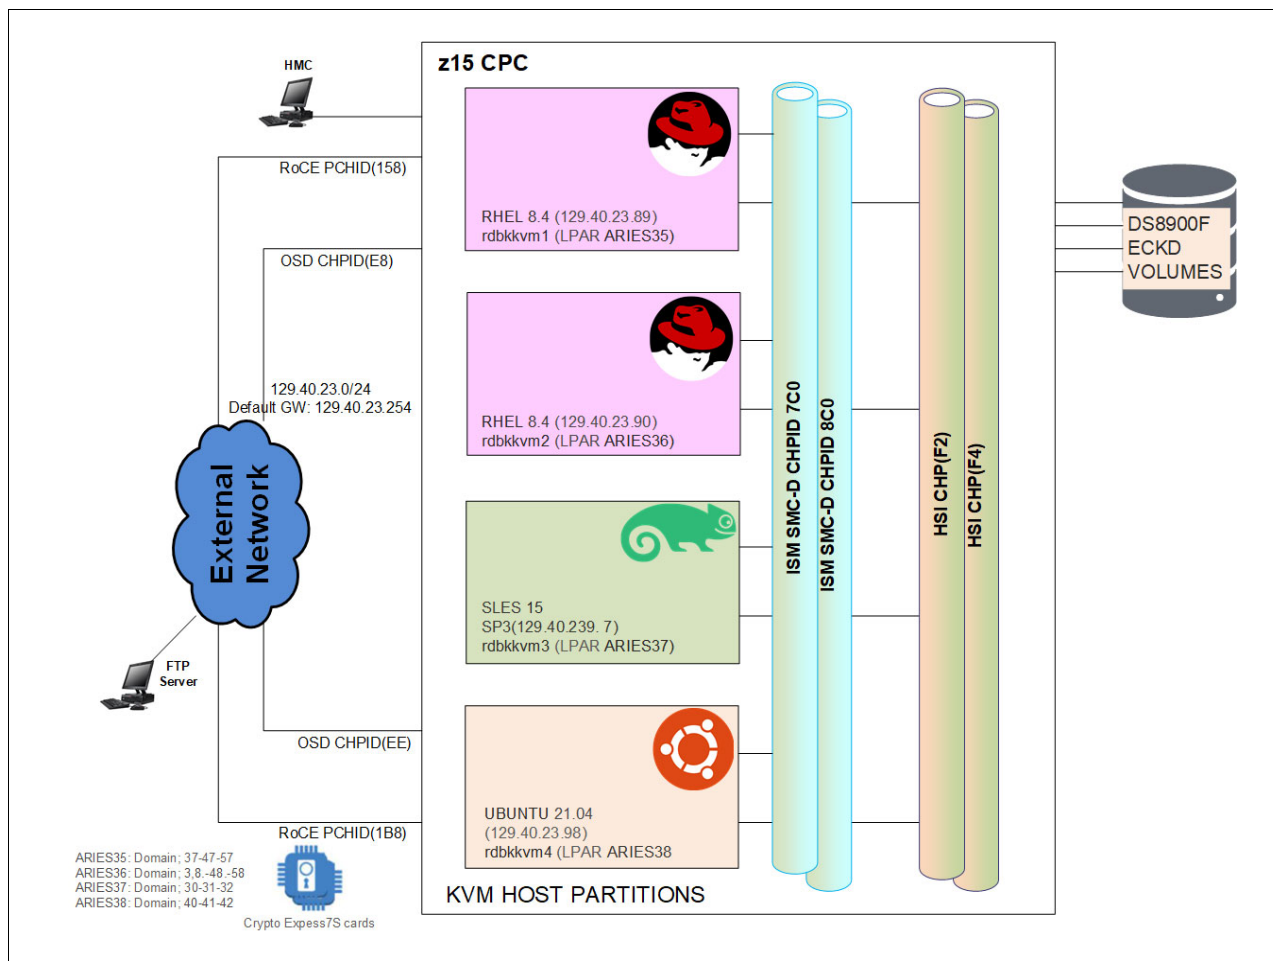 HMC
z15 CPC
RoCE PCHID(158)
OSD CHPID(E8)
129.40.23.0/24
Default GW: 129.40.23.254
External
Network
FTP
Server
OSD CHPID(EE)
RoCE PCHID(1B8)
RHEL 8.4 (129.40.23.89)
rdbkkvm1 (LPAR ARIES35)
RHEL 8.4 (129.40.23.90)
rdbkkvm2 (LPAR ARIES36)
SLES 15
SP3(129.40.239. 7)
rdbkkvm3 (LPAR ARIES37)
UBUNTU 21.04
(129.40.23.98)
rdbkkvm4 (LPAR ARIES38
KVM HOST PARTITIONS
ISM SMC-D CHPID 7C0
ISM SMC-D CHPID 8C0
HSI CHP(F2)
HSI CHP(F4)
DS8900F
ECKD
VOLUMES
ARIES35: Domain; 37-47-57
ARIES36: Domain; 3,8.-48.-58
ARIES37: Domain; 30-31-32
ARIES38: Domain; 40-41-42
Crypto Expess7S cards